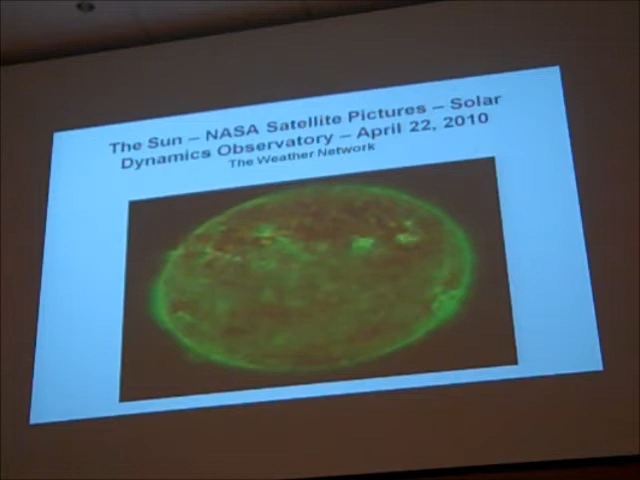 The Sun – NASA Satellite Pictures – Solar
Dynamics Observatory – April 22, 2010
The Weather Network